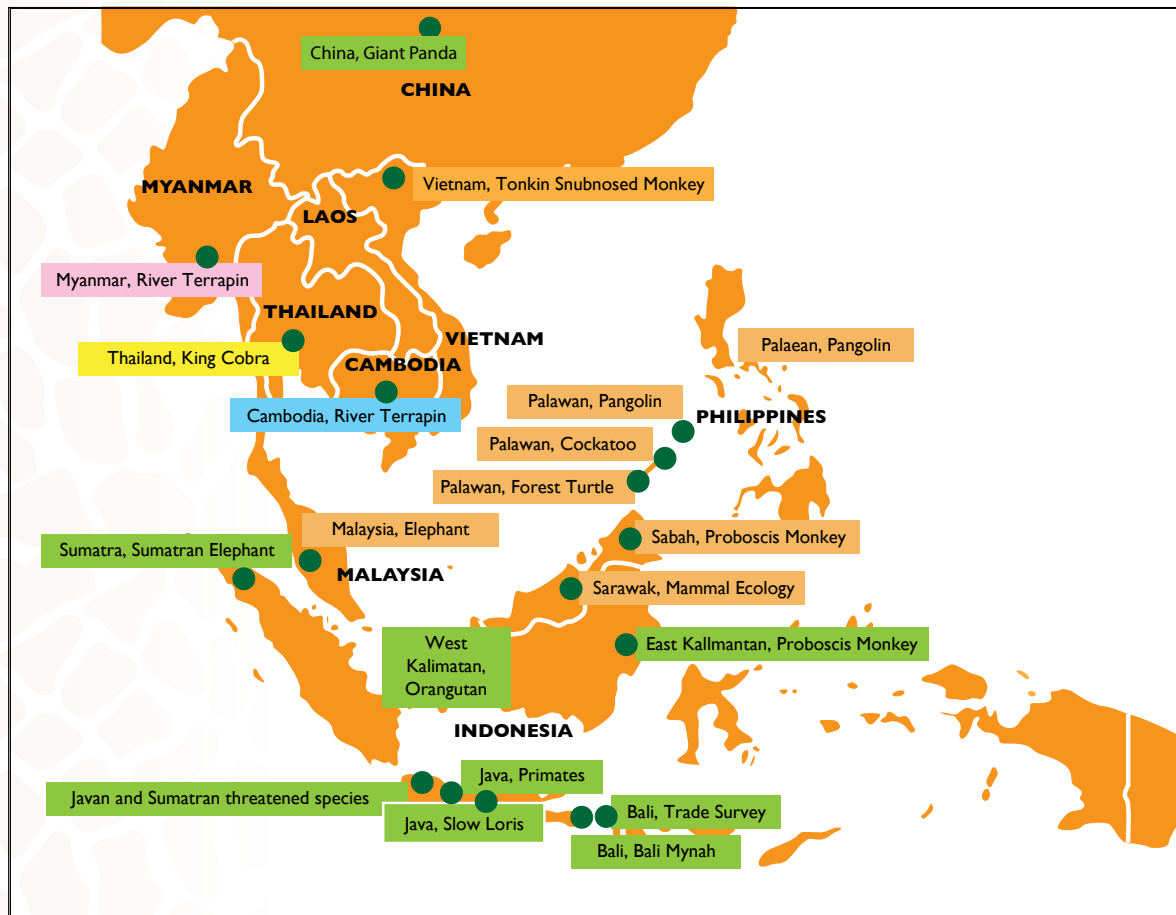 China, Giant Panda
CHINA
Vietnam, Tonkin Snubnosed Monkey
MYANMAR
LAOS
Myanmar, River Terrapin
THAILAND
VIETNAM
Palaean, Pangolin
Thailand, King Cobra
CAMBODIA
Cambodia, River Terrapin
Palawan, Pangolin
PHILIPPINES
Palawan, Cockatoo
Palawan, Forest Turtle
Malaysia, Elephant
Sabah, Proboscis Monkey
Sumatra, Sumatran Elephant
MALAYSIA
Sarawak, Mammal Ecology
West
Kalimatan,
Orangutan
East Kallmantan, Proboscis Monkey
INDONESIA
Java, Primates
Javan and Sumatran threatened species
Java, Slow Loris
Bali, Trade Survey
Bali, Bali Mynah